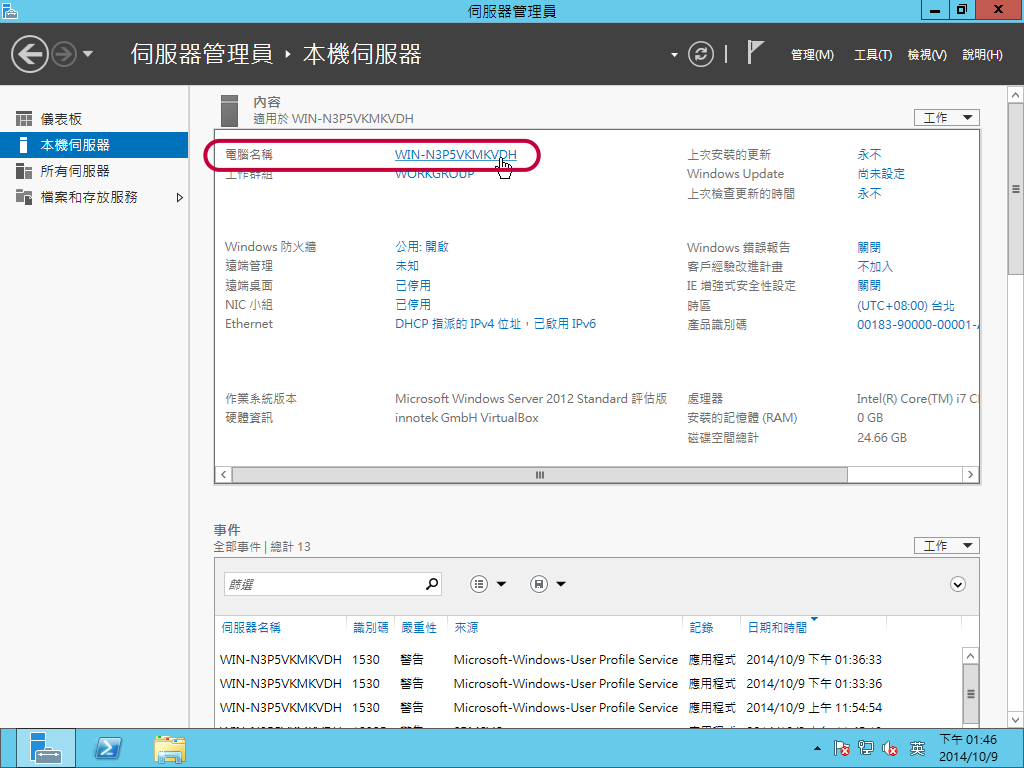 伺服器管理員
伺服器管理員 ‣ 本機伺服器
管理(M) 工具(T) 檢視(V) 說明(H)
儀表板
本機伺服器
所有伺服器
檔案和存放服務
內容
適用於 WIN-N3P5VKMKVDH
工作
電腦名稱 WIN-N3P5VKMKVDH 上次安裝的更新 永不
工作群組 WORKGROUP Windows Update 尚未設定
上次檢查更新的時間 永不
Windows 防火牆 公用: 開啟 Windows 錯誤報告 關閉
遠端管理 未知 客戶經驗改進計畫 不加入
遠端桌面 已停用 IE 增強式安全性設定 關閉
NIC 小組 已停用 時區 (UTC+08:00) 台北
Ethernet DHCP 指派的 IPv4 位址，已啟用 IPv6 產品識別碼 00183-90000-00001-
作業系統版本 Microsoft Windows Server 2012 Standard 評估版 處理器 Intel(R) Core(TM) i7
硬體資訊 innotek GmbH VirtualBox 安裝的記憶體 (RAM) 0 GB
磁碟空間總計 24.66 GB
事件
全部事件 | 總計 13
工作
篩選
伺服器名稱 識別碼 嚴重性 來源 記錄 日期和時間
WIN-N3P5VKMKVDH 1530 警告 Microsoft-Windows-User Profile Service 應用程式 2014/10/9 下午 01:36:33
WIN-N3P5VKMKVDH 1530 警告 Microsoft-Windows-User Profile Service 應用程式 2014/10/9 下午 01:33:36
WIN-N3P5VKMKVDH 1530 警告 Microsoft-Windows-User Profile Service 應用程式 2014/10/9 上午 11:54:54
英
下午 01:46
2014/10/9